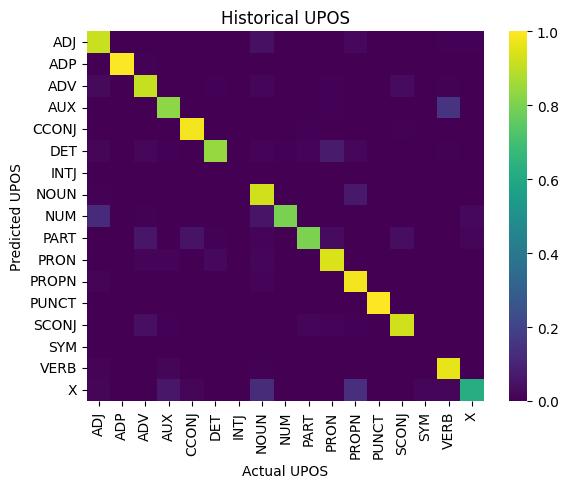 Historical UPOS
Predicted UPOS
ADJ
ADP
ADV
AUX
CCONJ
DET
INTJ
NOUN
NUM
PART
PRON
PROPN
PUNCT
SCONJ
SYM
VERB
X
ADJ
ADP
ADV
AUX
CCONJ
DET
INTJ
NOUN
NUM
PART
PRON
PROPN
PUNCT
SCONJ
SYM
VERB
X
Actual UPOS
1.0
0.8
0.6
0.4
0.2
0.0